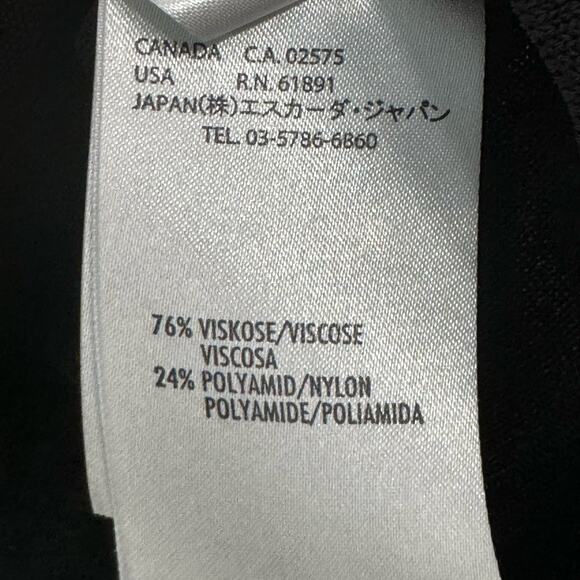 CANADA C.A. 02575
USA R.N. 61891
JAPAN(株)エスカーダ・ジャパン
TEL. 03-5786-6860
76% VISKOSE/VISCOSE
VISCOSA
24% POLYAMID/NYLON
POLYAMIDE/POLIAMIDA